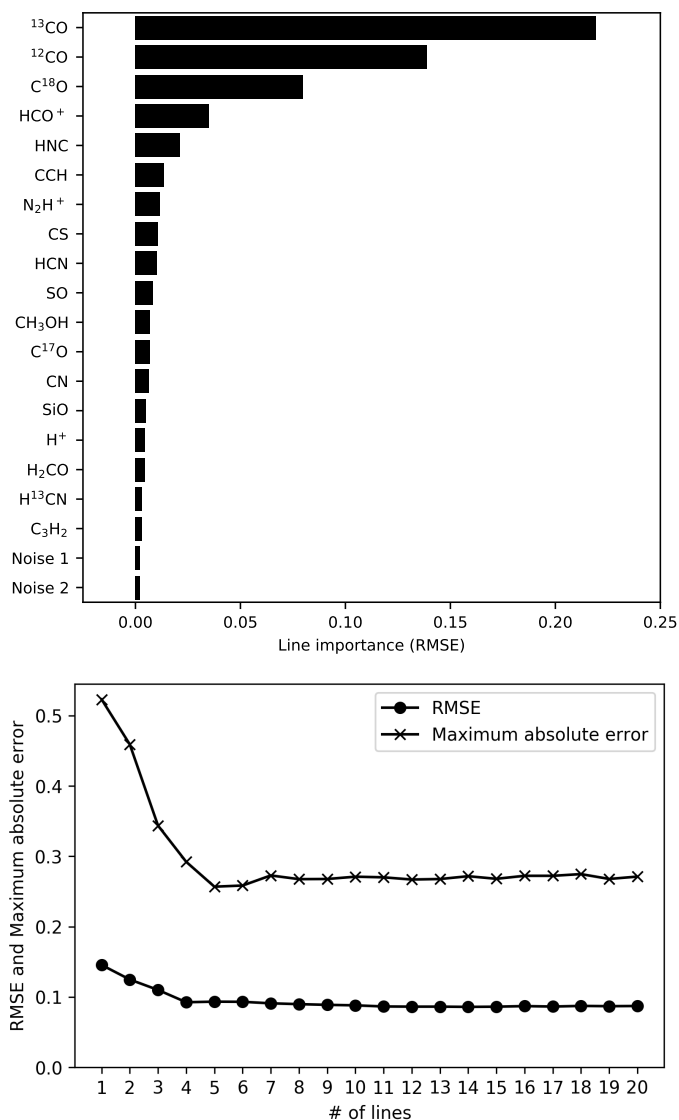 ¹³CO
¹²CO
C¹⁸O
HCO⁺
HNC
CCH
N₂H⁺
CS
HCN
SO
CH₃OH
C¹⁷O
CN
SiO
H⁺
H₂CO
H¹³CN
C₃H₂
Noise 1
Noise 2
0.00 0.05 0.10 0.15 0.20 0.25
Line importance (RMSE)
RMSE and Maximum absolute error
0.5
0.4
0.3
0.2
0.1
0.0
RMSE
Maximum absolute error
1 2 3 4 5 6 7 8 9 10 11 12 13 14 15 16 17 18 19 20
# of lines